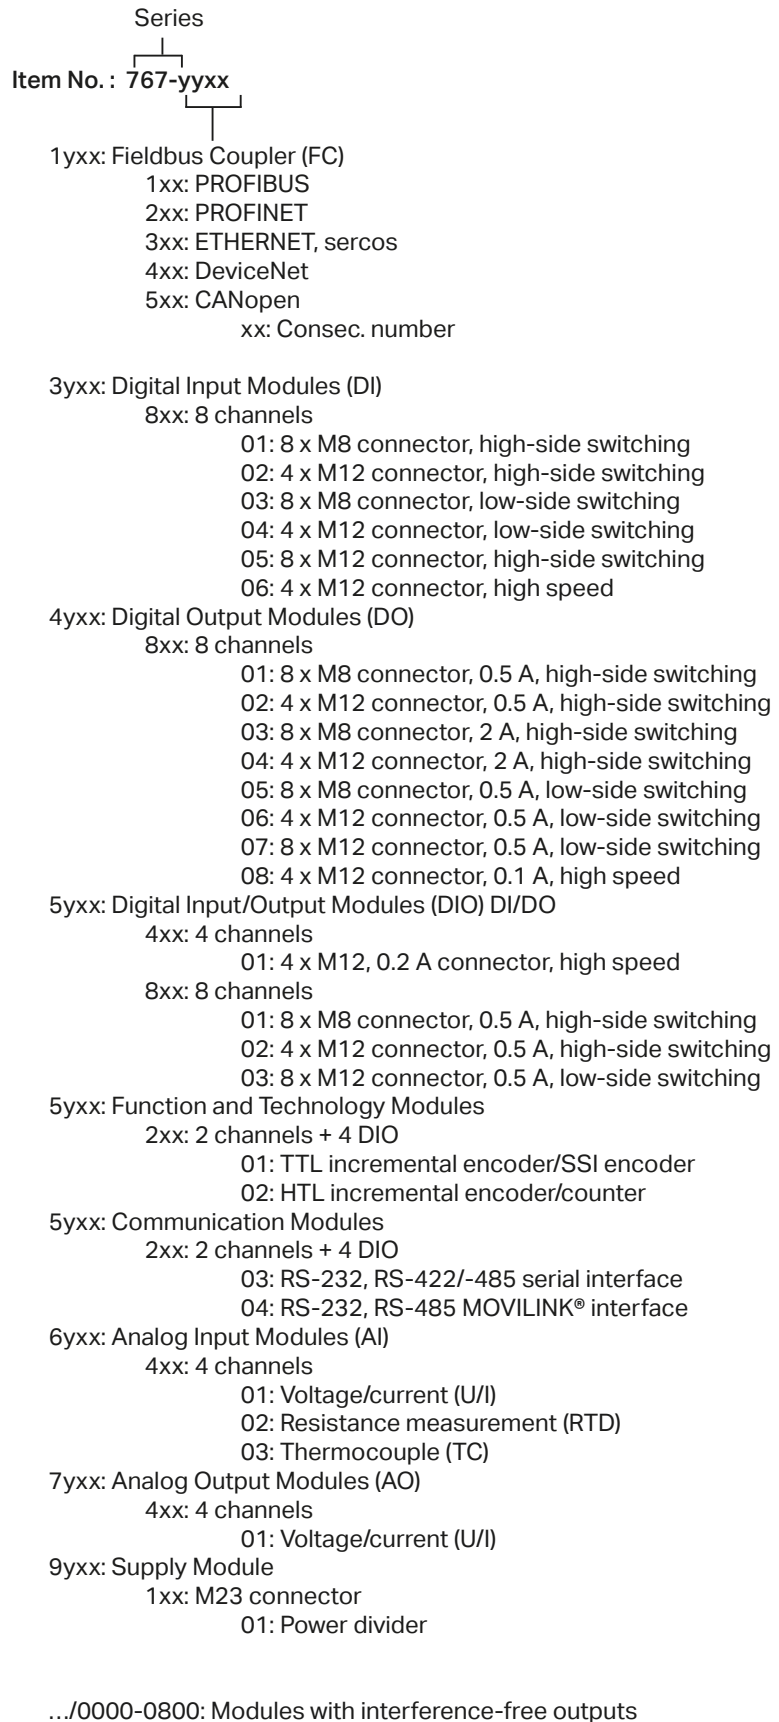 Series
Item No. : 767-yyxx
1yxx: Fieldbus Coupler (FC)
1xx: PROFIBUS
2xx: PROFINET
3xx: ETHERNET, sercos
4xx: DeviceNet
5xx: CANopen
xx: Consec. number
3yxx: Digital Input Modules (DI)
8xx: 8 channels
01: 8 x M8 connector, high-side switching
02: 4 x M12 connector, high-side switching
03: 8 x M8 connector, low-side switching
04: 4 x M12 connector, low-side switching
05: 8 x M12 connector, high-side switching
06: 4 x M12 connector, high speed
4yxx: Digital Output Modules (DO)
8xx: 8 channels
01: 8 x M8 connector, 0.5 A, high-side switching
02: 4 x M12 connector, 0.5 A, high-side switching
03: 8 x M8 connector, 2 A, high-side switching
04: 4 x M12 connector, 2 A, high-side switching
05: 8 x M8 connector, 0.5 A, low-side switching
06: 4 x M12 connector, 0.5 A, low-side switching
07: 8 x M12 connector, 0.5 A, low-side switching
08: 4 x M12 connector, 0.1 A, high speed
5yxx: Digital Input/Output Modules (DIO) DI/DO
4xx: 4 channels
01: 4 x M12, 0.2 A connector, high speed
8xx: 8 channels
01: 8 x M8 connector, 0.5 A, high-side switching
02: 4 x M12 connector, 0.5 A, high-side switching
03: 8 x M12 connector, 0.5 A, low-side switching
5yxx: Function and Technology Modules
2xx: 2 channels + 4 DIO
01: TTL incremental encoder/SSI encoder
02: HTL incremental encoder/counter
5yxx: Communication Modules
2xx: 2 channels + 4 DIO
03: RS-232, RS-422/-485 serial interface
04: RS-232, RS-485 MOVILINK® interface
6yxx: Analog Input Modules (AI)
4xx: 4 channels
01: Voltage/current (U/I)
02: Resistance measurement (RTD)
03: Thermocouple (TC)
7yxx: Analog Output Modules (AO)
4xx: 4 channels
01: Voltage/current (U/I)
9yxx: Supply Module
1xx: M23 connector
01: Power divider
…/0000-0800: Modules with interference-free outputs